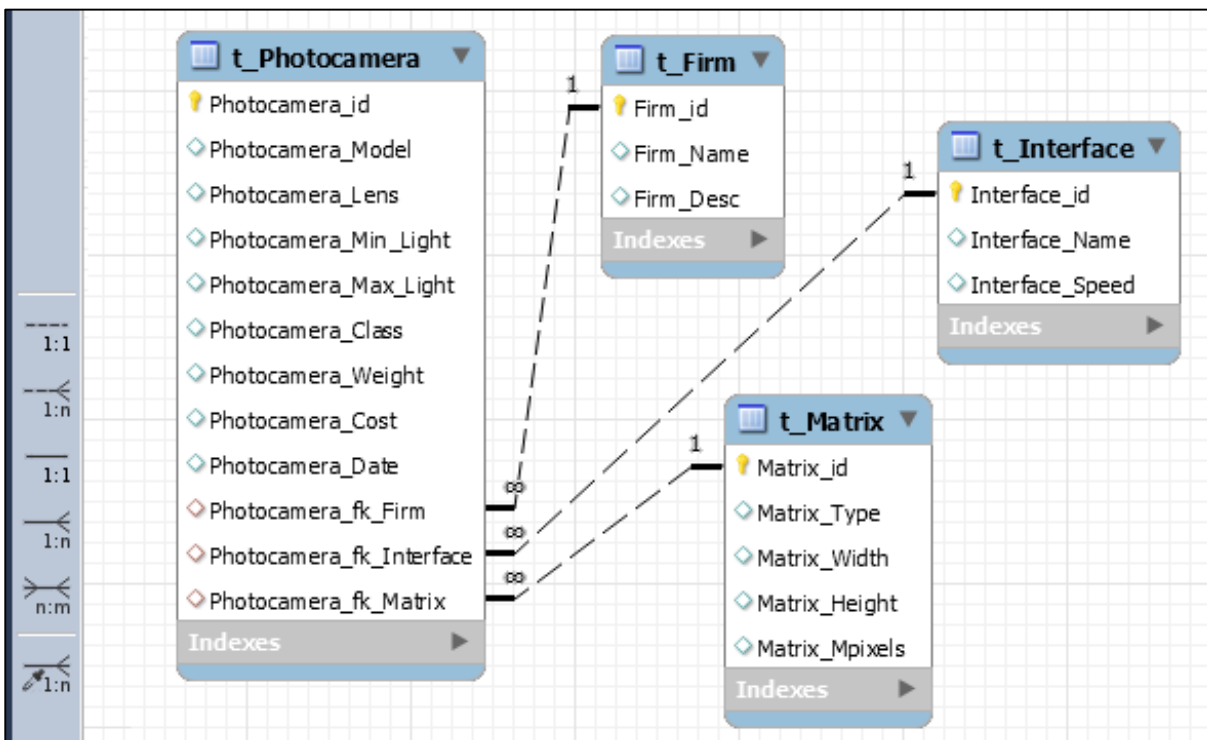 t_Photocamera
Photocamera_id
Photocamera_Model
Photocamera_Lens
Photocamera_Min_Light
Photocamera_Max_Light
Photocamera_Class
Photocamera_Weight
Photocamera_Cost
Photocamera_Date
Photocamera_fk_Firm
Photocamera_fk_Interface
Photocamera_fk_Matrix
Indexes
t_Firm
Firm_id
Firm_Name
Firm_Desc
Indexes
t_Interface
Interface_id
Interface_Name
Interface_Speed
Indexes
t_Matrix
Matrix_id
Matrix_Type
Matrix_Width
Matrix_Height
Matrix_Mpixels
Indexes
1
1
1
∞
∞
∞
1:1
1:n
1:1
1:n
n:m
1:n